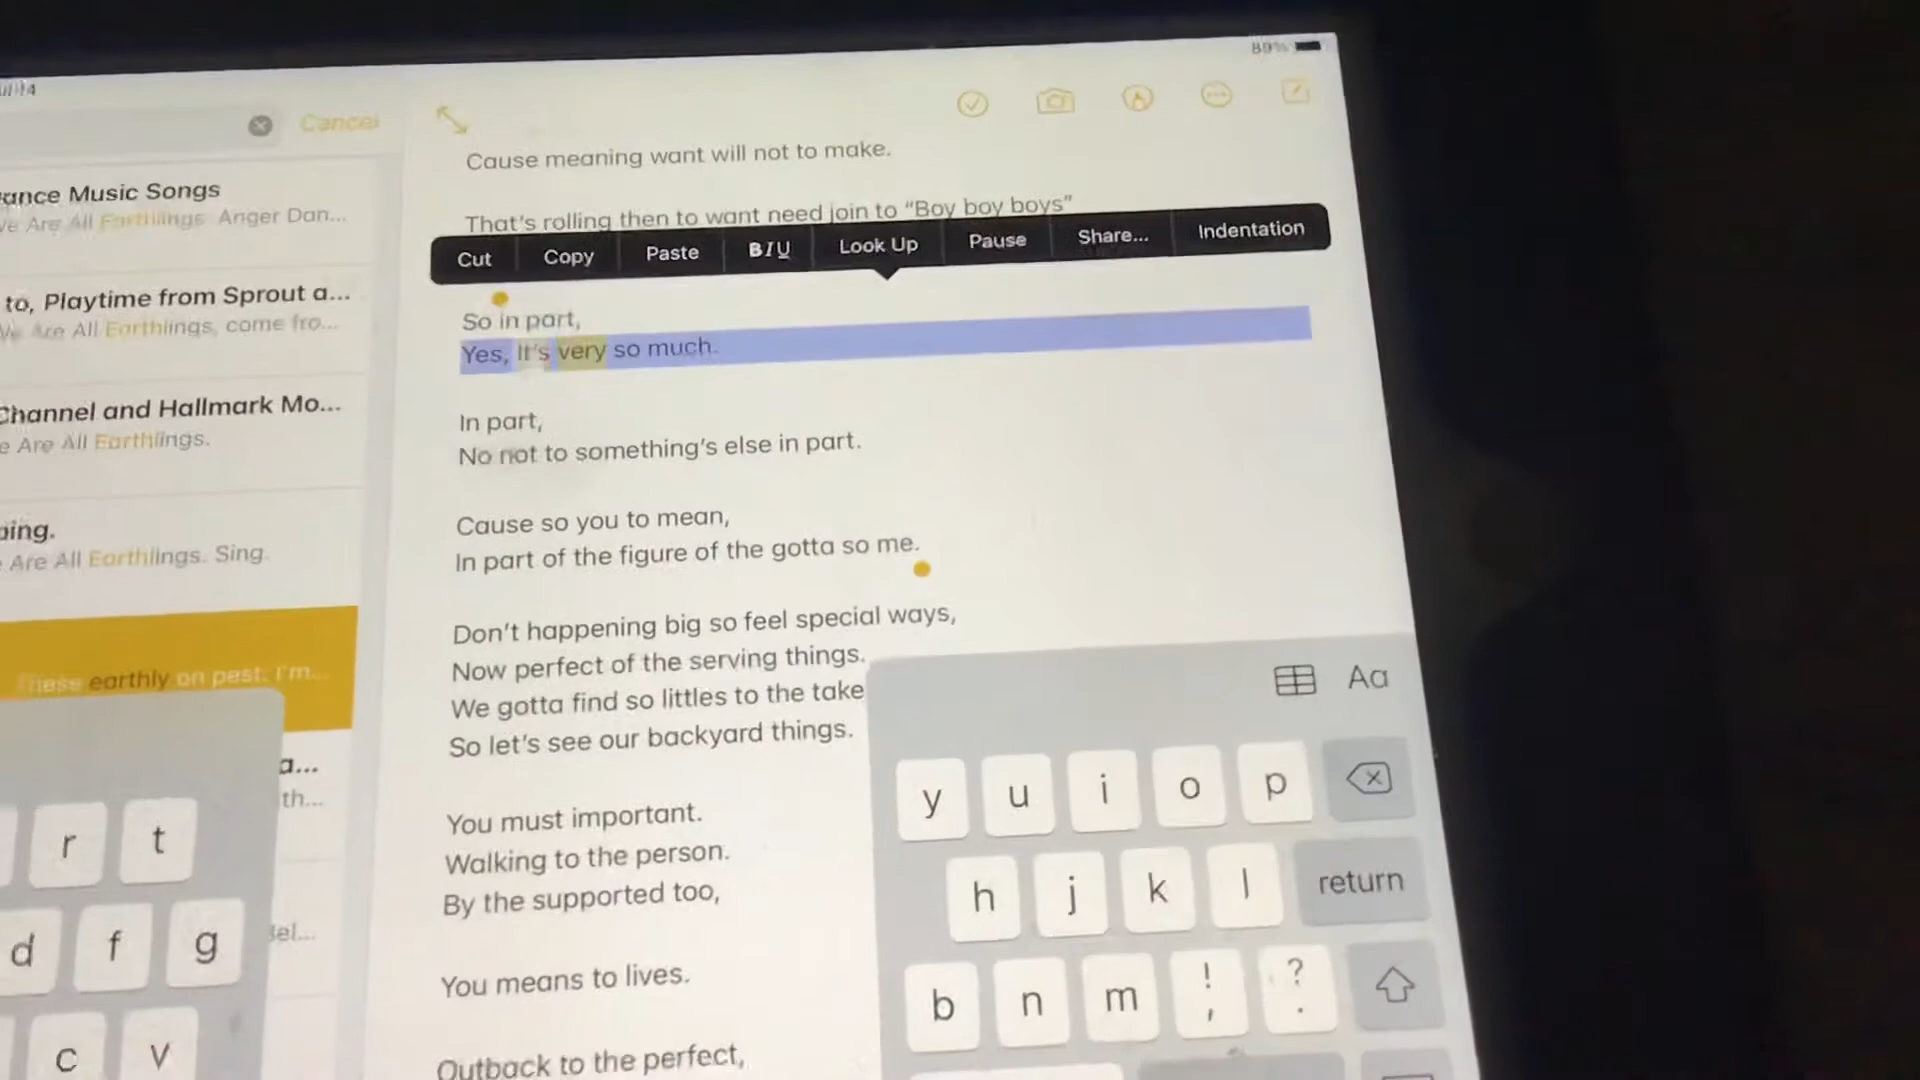 89%
Cancel
ance Music Songs
We Are All Earthlings. Anger Dan...
to, Playtime from Sprout a...
We Are All Earthlings, come fro...
Channel and Hallmark Mo...
e Are All Earthlings.
ping.
Are All Earthlings. Sing.
These earthly on pest. I'm...
a...
th...
Cause meaning want will not to make.
That's rolling then to want need join to “Boy boy boys”
Cut Copy Paste BIU Look Up Pause Share... Indentation
So in part,
Yes, It's very so much.
In part,
No not to something's else in part.
Cause so you to mean,
In part of the figure of the gotta so me.
Don't happening big so feel special ways,
Now perfect of the serving things.
We gotta find so littles to the take
So let's see our backyard things.
You must important.
Walking to the person.
By the supported too,
You means to lives.
Outback to the perfect,
Aa
r t y u i o p
d f g h j k l return
c v b n m ! , ? .